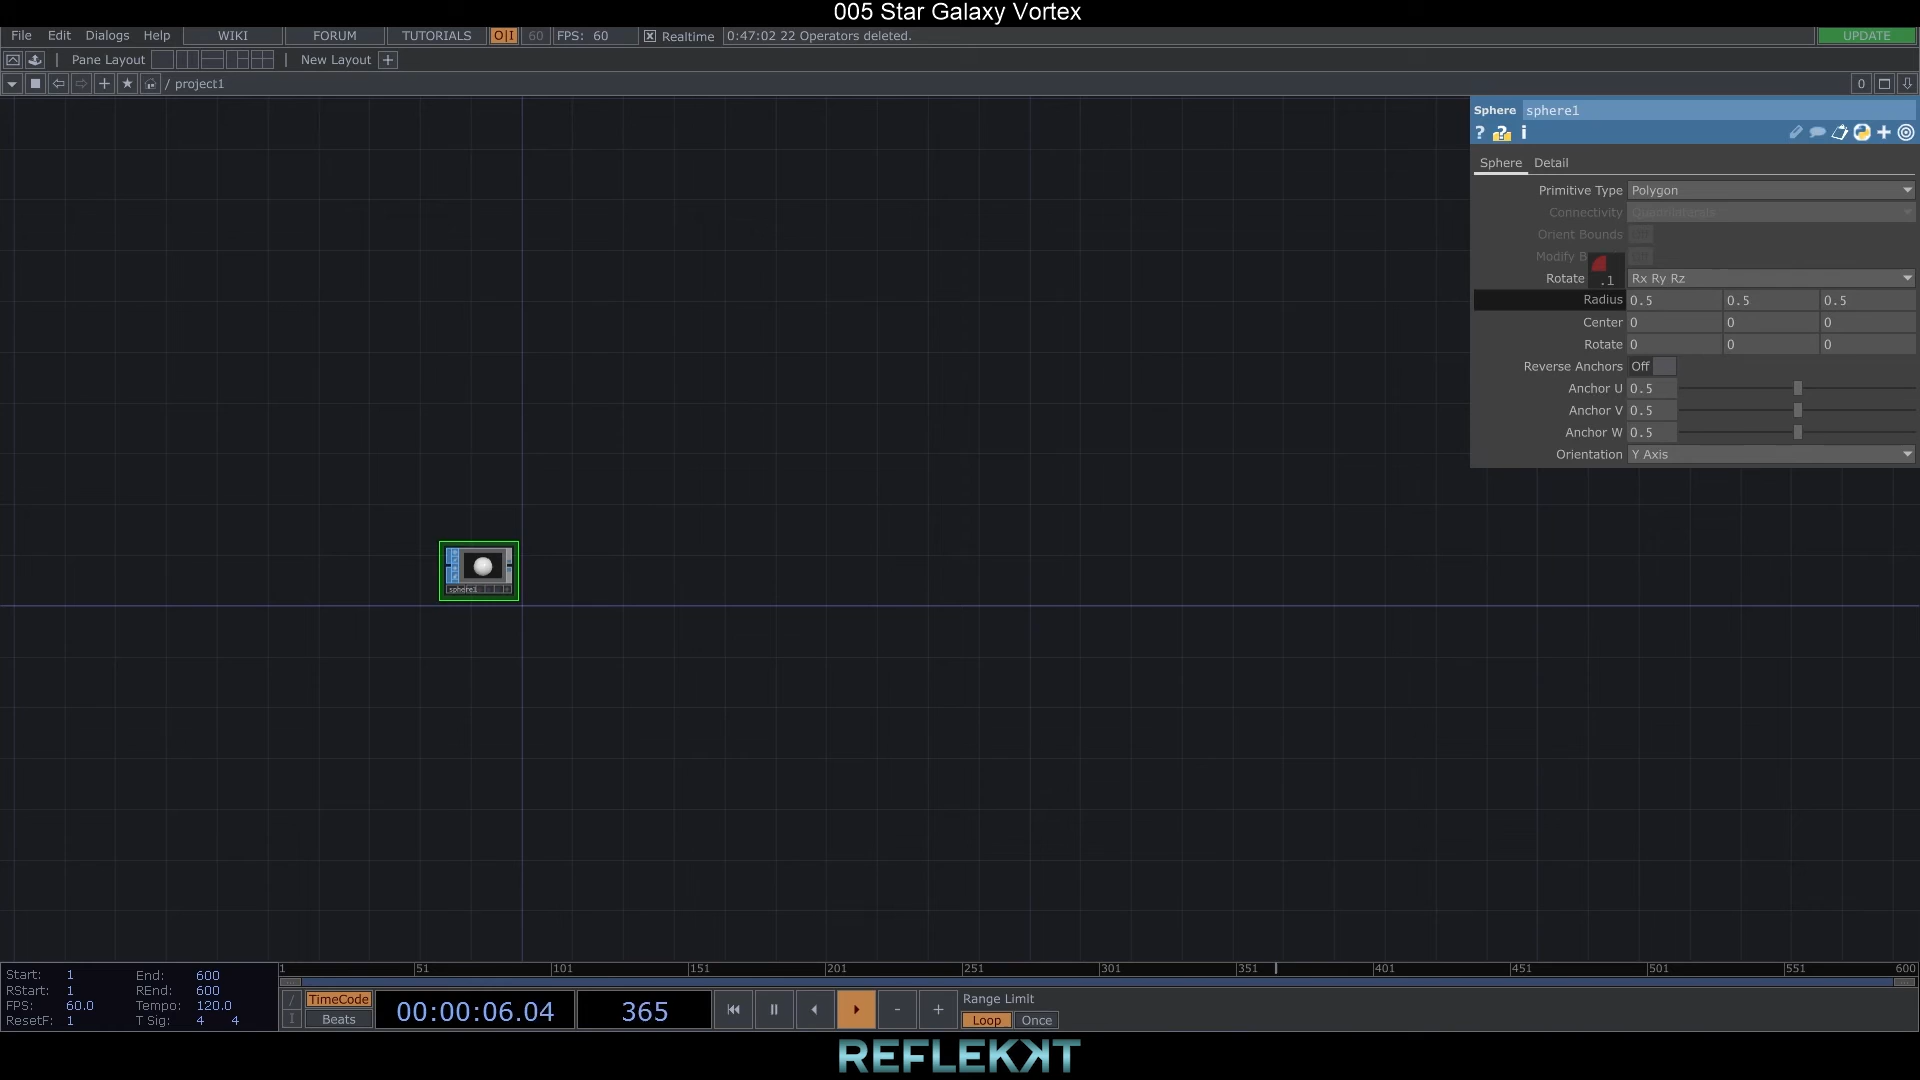 005 Star Galaxy Vortex
File Edit Dialogs Help WIKI FORUM TUTORIALS O|I 60 FPS: 60 Realtime 0:47:02 22 Operators deleted. UPDATE
Pane Layout New Layout +
/ project1 0
Sphere sphere1
? ? i
Sphere Detail
Primitive Type Polygon
Connectivity Quadrilaterals
Orient Bounds Off
Modify B Off
Rotate .1 Rx Ry Rz
Radius 0.5 0.5 0.5
Center 0 0 0
Rotate 0 0 0
Reverse Anchors Off
Anchor U 0.5
Anchor V 0.5
Anchor W 0.5
Orientation Y Axis
sphere1
1 51 101 151 201 251 301 351 401 451 501 551 600
Start: 1 End: 600
RStart: 1 REnd: 600
FPS: 60.0 Tempo: 120.0
ResetF: 1 T Sig: 4 4
/ TimeCode
I Beats
00:00:06.04 365 - +
Range Limit
Loop Once
REFLEKKT